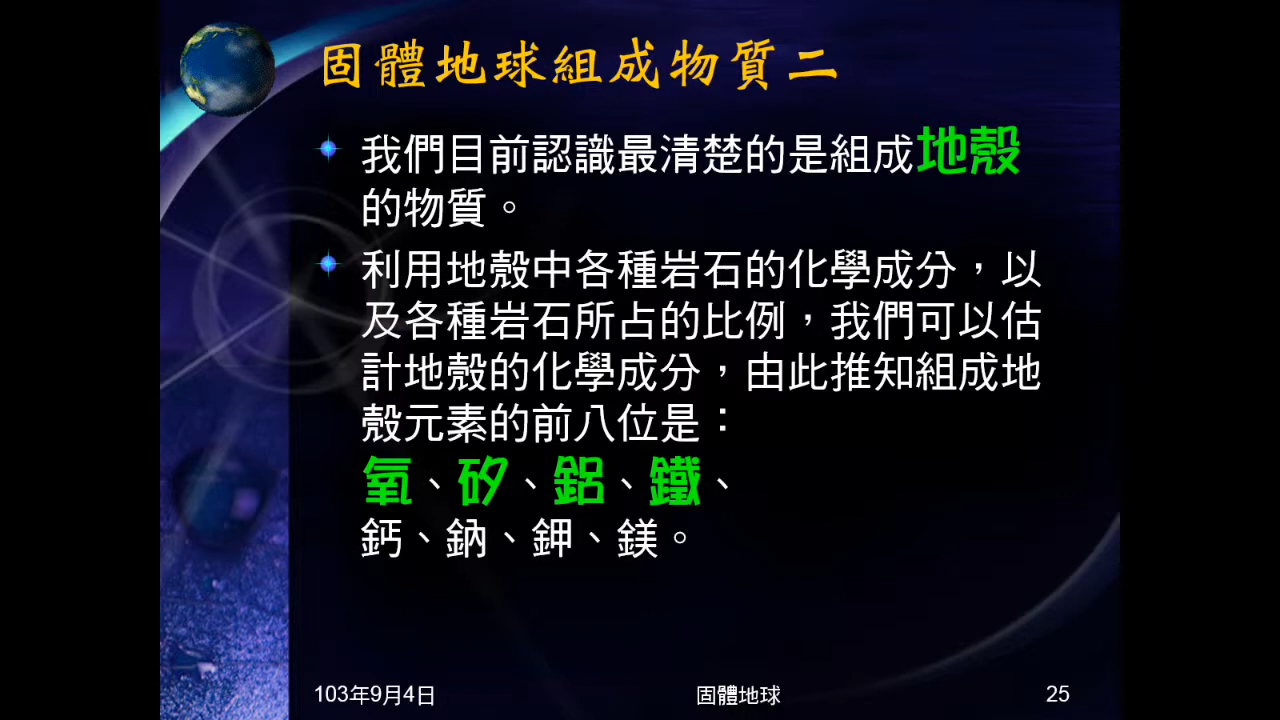 固體地球組成物質二
我們目前認識最清楚的是組成地殼
的物質。
利用地殼中各種岩石的化學成分，以
及各種岩石所占的比例，我們可以估
計地殼的化學成分，由此推知組成地
殼元素的前八位是：
氧、矽、鋁、鐵、
鈣、鈉、鉀、鎂。
103年9月4日
固體地球
25